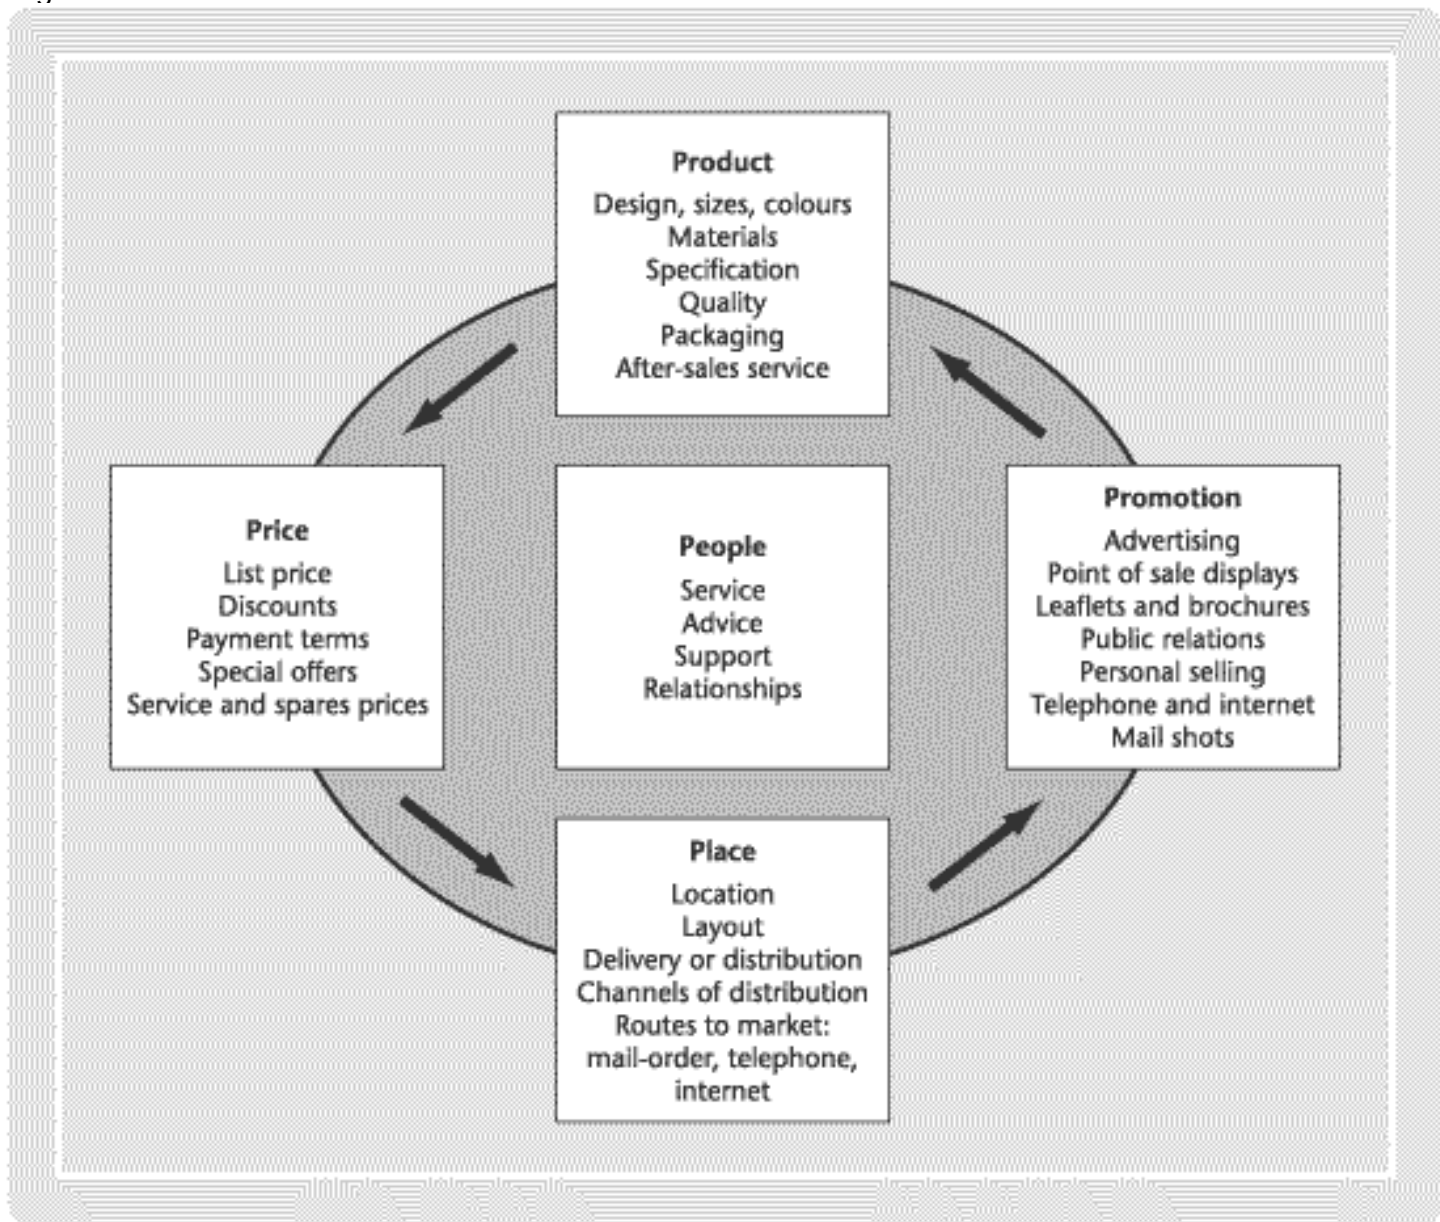 Product
Design, sizes, colours
Materials
Specification
Quality
Packaging
After-sales service
Price
List price
Discounts
Payment terms
Special offers
Service and spares prices
People
Service
Advice
Support
Relationships
Promotion
Advertising
Point of sale displays
Leaflets and brochures
Public relations
Personal selling
Telephone and internet
Mail shots
Place
Location
Layout
Delivery or distribution
Channels of distribution
Routes to market:
mail-order, telephone,
internet